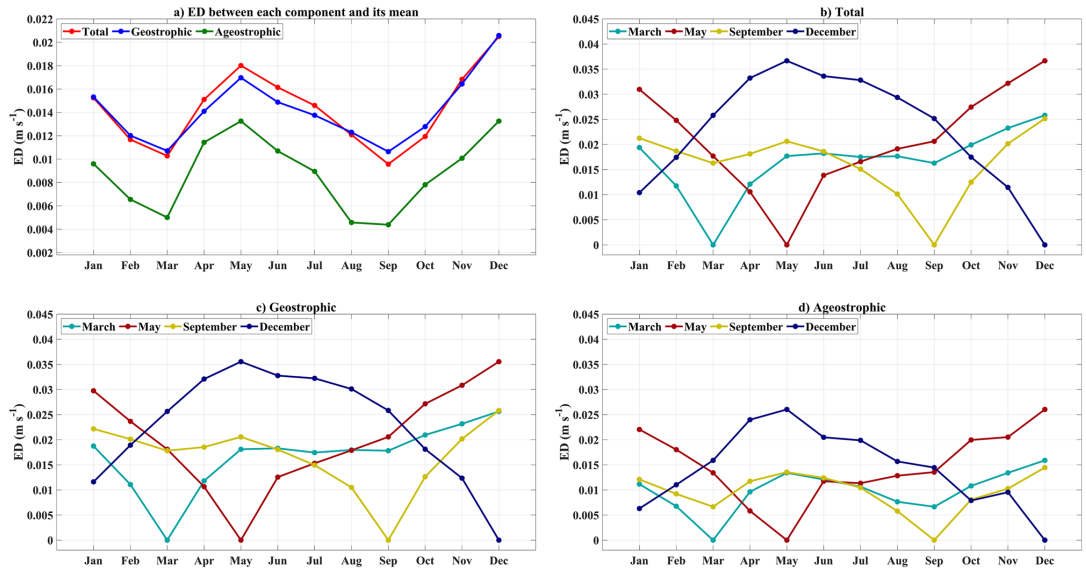 a) ED between each component and its mean
Total Geostrophic Ageostrophic
ED (m s-1)
0.022
0.02
0.018
0.016
0.014
0.012
0.01
0.008
0.006
0.004
0.002
Jan Feb Mar Apr May Jun Jul Aug Sep Oct Nov Dec
b) Total
March May September December
ED (m s-1)
0.045
0.04
0.035
0.03
0.025
0.02
0.015
0.01
0.005
0
Jan Feb Mar Apr May Jun Jul Aug Sep Oct Nov Dec
c) Geostrophic
March May September December
ED (m s-1)
0.045
0.04
0.035
0.03
0.025
0.02
0.015
0.01
0.005
0
Jan Feb Mar Apr May Jun Jul Aug Sep Oct Nov Dec
d) Ageostrophic
March May September December
ED (m s-1)
0.045
0.04
0.035
0.03
0.025
0.02
0.015
0.01
0.005
0
Jan Feb Mar Apr May Jun Jul Aug Sep Oct Nov Dec